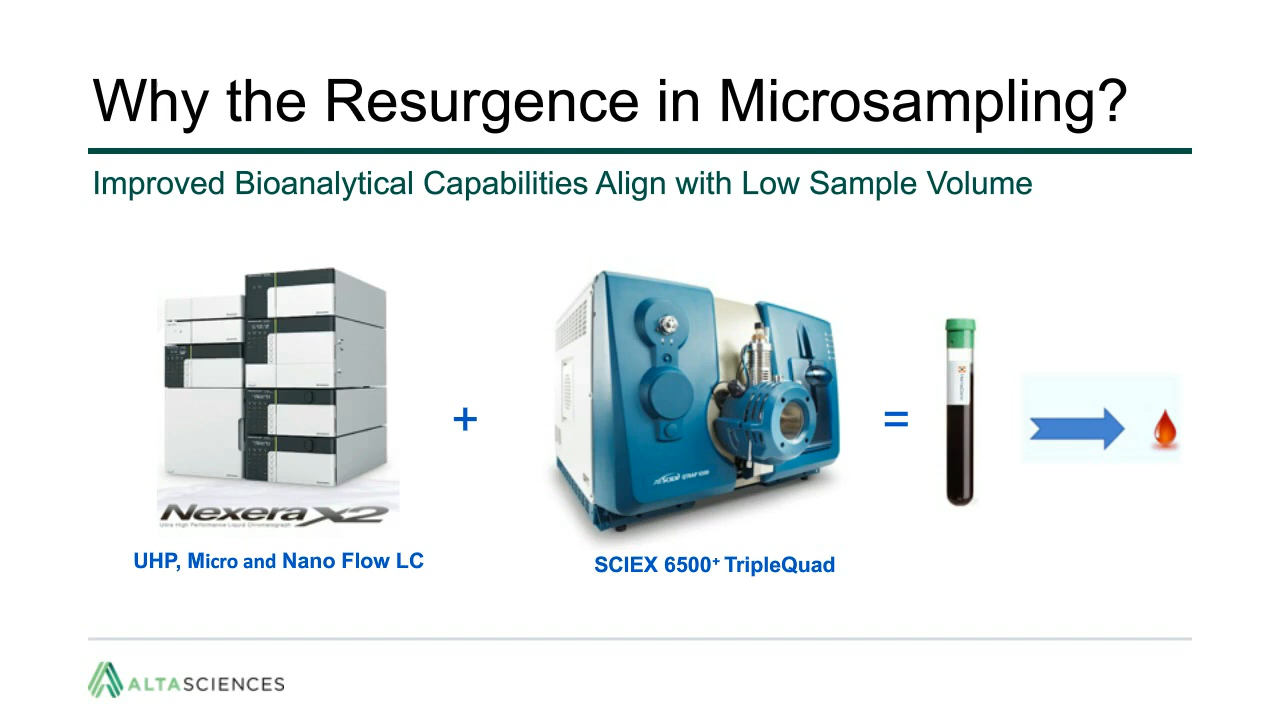 Why the Resurgence in Microsampling?
Improved Bioanalytical Capabilities Align with Low Sample Volume
+
=
Nexera X2
Ultra High Performance Liquid Chromatograph
UHP, Micro and Nano Flow LC
SCIEX 6500⁺ TripleQuad
ALTASCIENCES